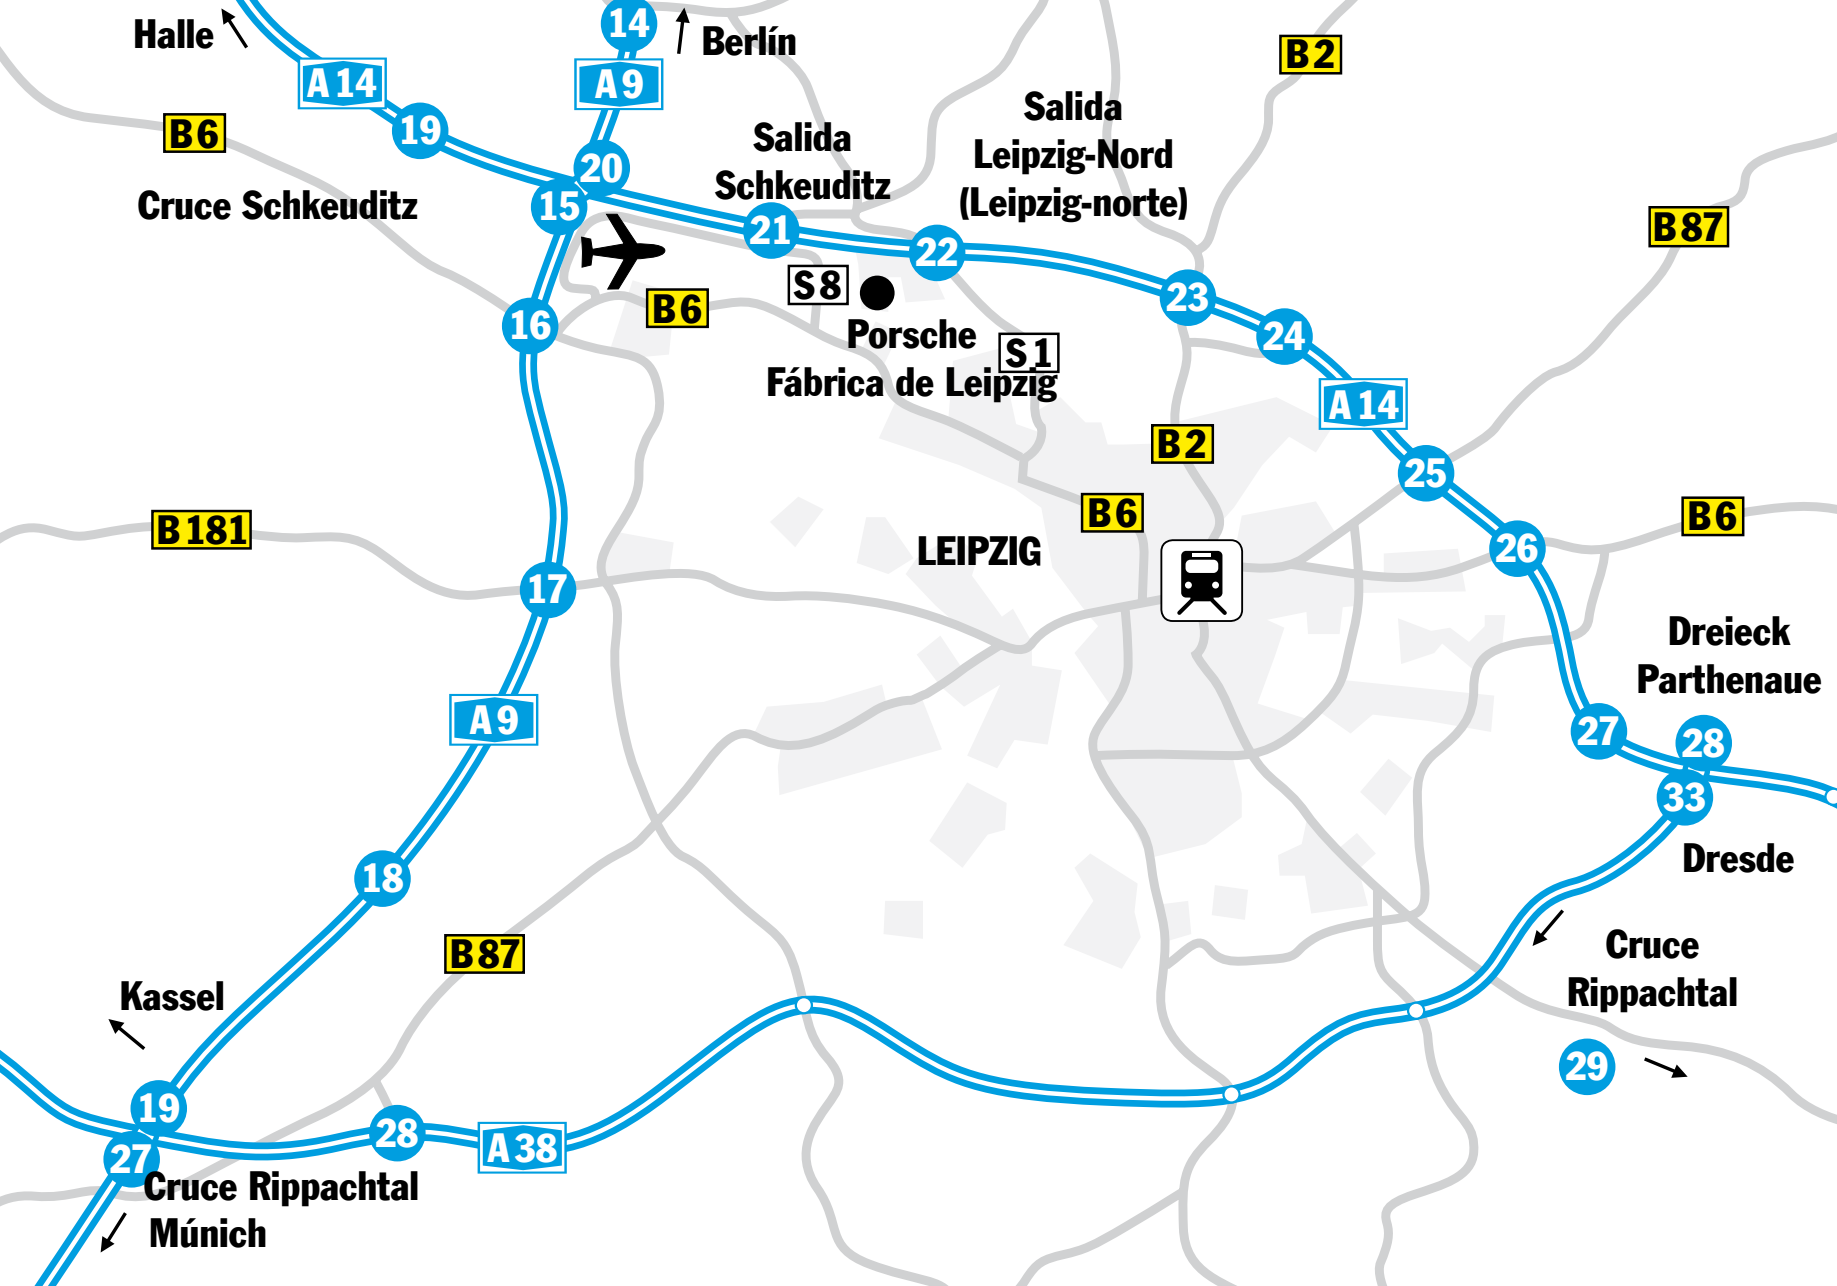 Halle
14
Berlín
B2
A14
A9
19
B6
Salida
Schkeuditz
Salida
Leipzig-Nord
(Leipzig-norte)
20
15
Cruce Schkeuditz
21
22
B87
S8
B6
16
Porsche
Fábrica de Leipzig
S1
23
24
A14
B2
25
B6
B6
B181
LEIPZIG
26
17
Dreieck
Parthenaue
A9
27
28
33
Dresde
18
B87
Cruce
Rippachtal
29
Kassel
19
27
28
A38
Cruce Rippachtal
Múnich